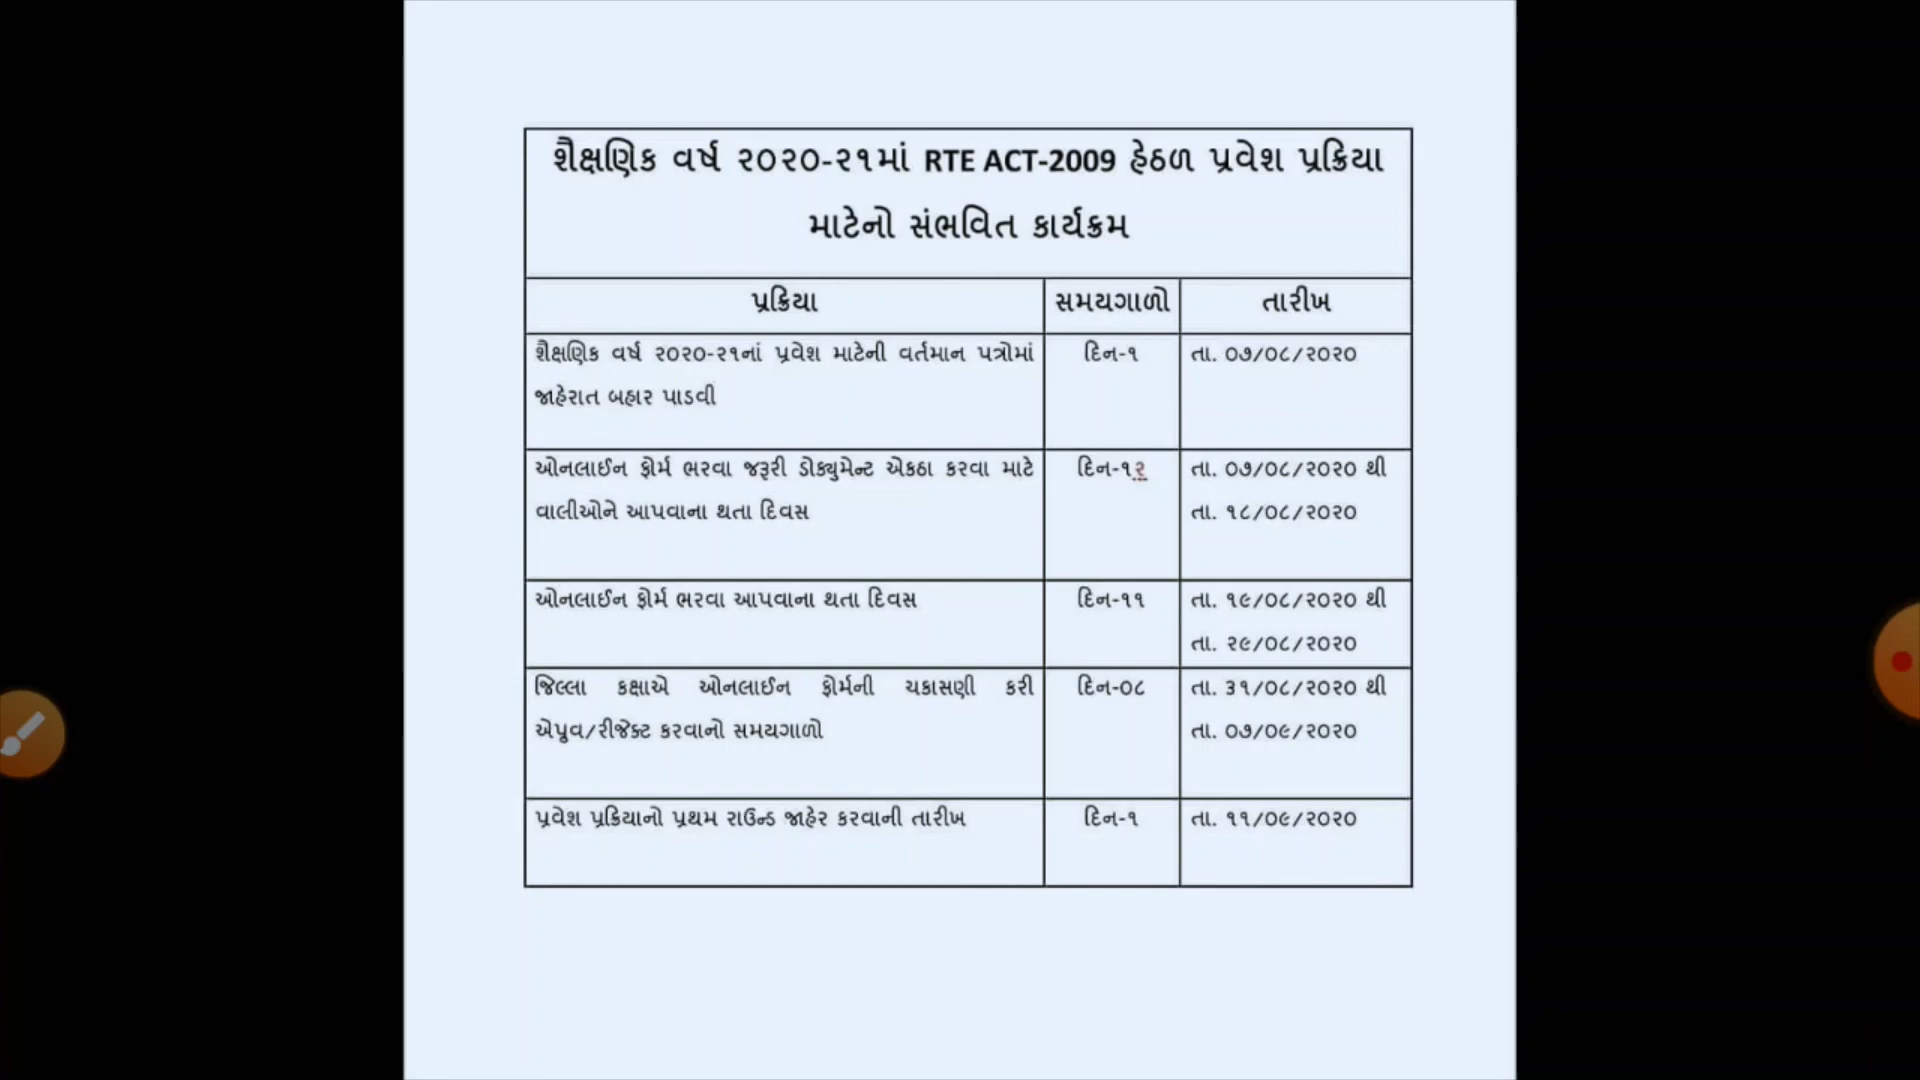 શૈક્ષણિક વર્ષ ૨૦૨૦-૨૧માં RTE ACT-2009 હેઠળ પ્રવેશ પ્રક્રિયા
માટેનો સંભવિત કાર્યક્રમ
પ્રક્રિયા સમયગાળો તારીખ
શૈક્ષણિક વર્ષ ૨૦૨૦-૨૧નાં પ્રવેશ માટેની વર્તમાન પત્રોમાં દિન-૧ તા. ૦૭/૦૮/૨૦૨૦
જાહેરાત બહાર પાડવી
ઓનલાઈન ફોર્મ ભરવા જરૂરી ડોક્યુમેન્ટ એકઠા કરવા માટે દિન-૧૨ તા. ૦૭/૦૮/૨૦૨૦ થી
વાલીઓને આપવાના થતા દિવસ તા. ૧૮/૦૮/૨૦૨૦
ઓનલાઈન ફોર્મ ભરવા આપવાના થતા દિવસ દિન-૧૧ તા. ૧૯/૦૮/૨૦૨૦ થી
તા. ૨૯/૦૮/૨૦૨૦
જિલ્લા કક્ષાએ ઓનલાઈન ફોર્મની ચકાસણી કરી દિન-૦૮ તા. ૩૧/૦૮/૨૦૨૦ થી
એપ્રુવ/રીજેક્ટ કરવાનો સમયગાળો તા. ૦૭/૦૯/૨૦૨૦
પ્રવેશ પ્રક્રિયાનો પ્રથમ રાઉન્ડ જાહેર કરવાની તારીખ દિન-૧ તા. ૧૧/૦૯/૨૦૨૦